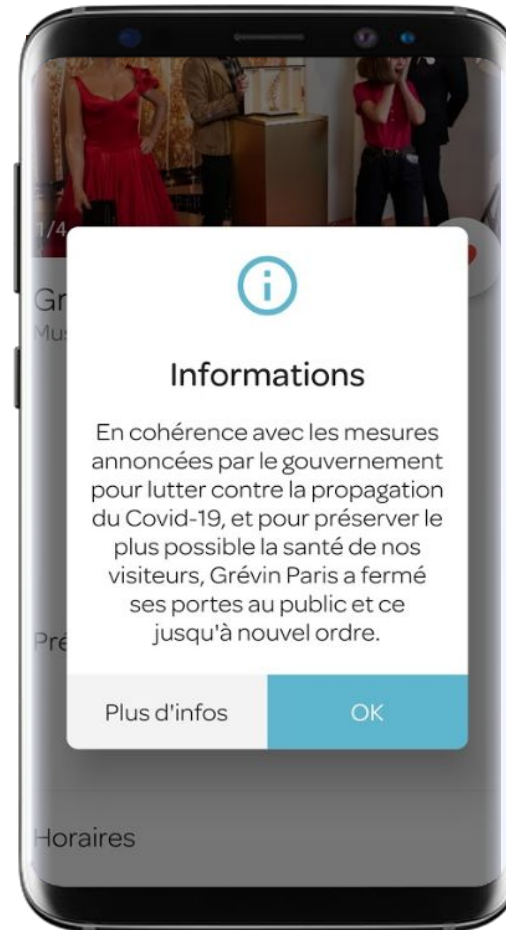 1/4
Gr
Mus
Informations
En cohérence avec les mesures
annoncées par le gouvernement
pour lutter contre la propagation
du Covid-19, et pour préserver le
plus possible la santé de nos
visiteurs, Grévin Paris a fermé
ses portes au public et ce
jusqu'à nouvel ordre.
Pré
Plus d'infos OK
Horaires